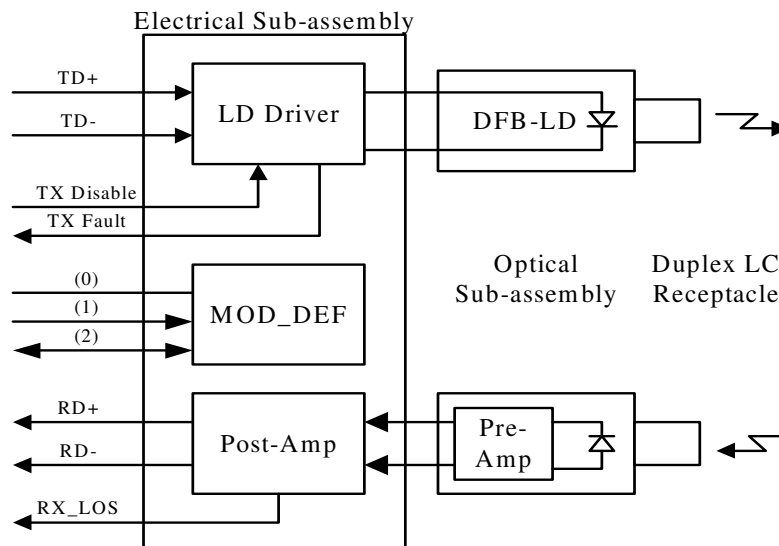 Electrical Sub-assembly
TD+
TD-
LD Driver
DFB-LD
TX Disable
TX Fault
(0)
(1)
(2)
MOD_DEF
Optical
Sub-assembly
Duplex LC
Receptacle
RD+
RD-
RX_LOS
Post-Amp
Pre-
Amp